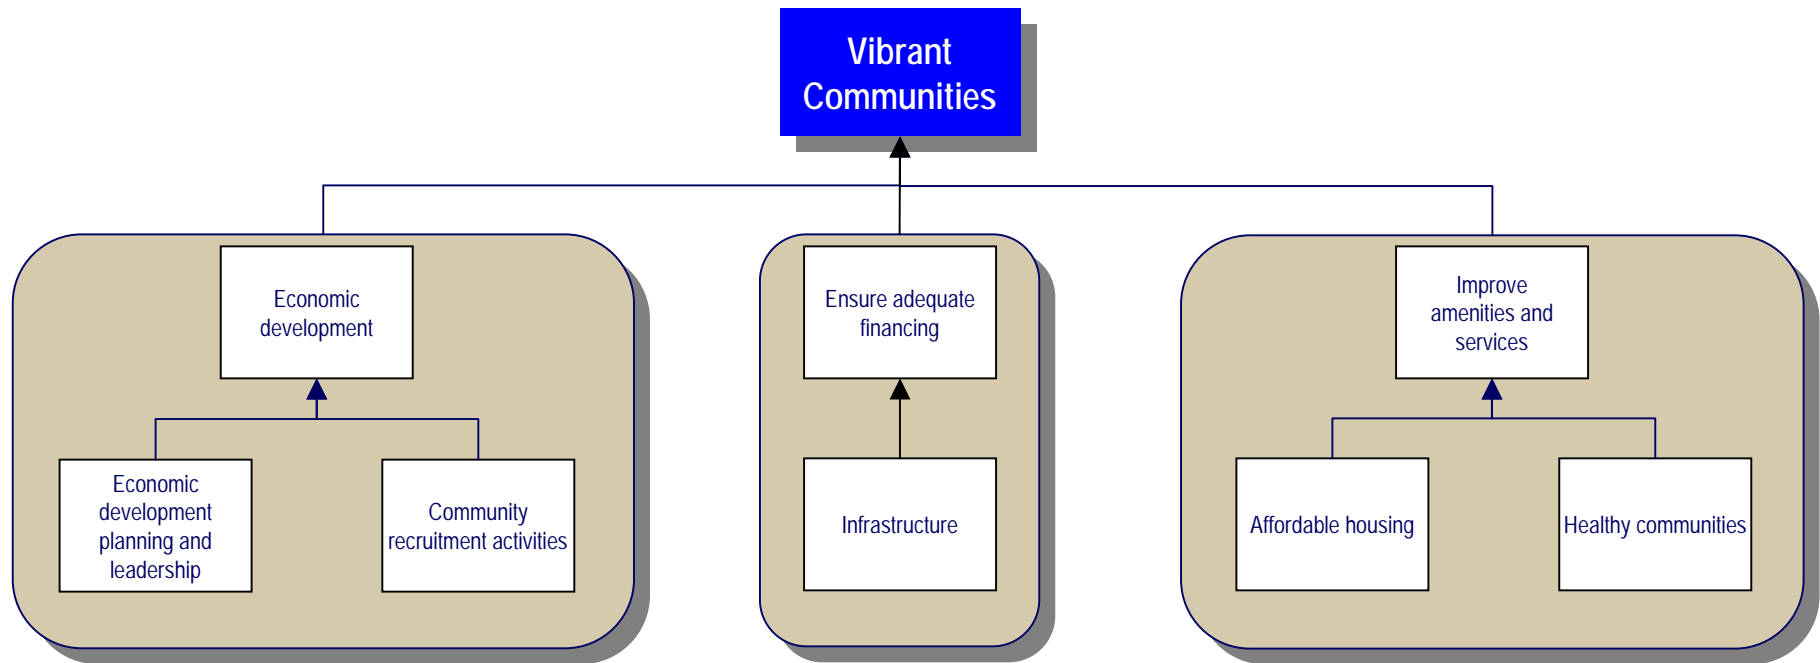 Vibrant
Communities
Economic
development
Ensure adequate
financing
Improve
amenities and
services
Economic
development
planning and
leadership
Community
recruitment activities
Infrastructure
Affordable housing
Healthy communities